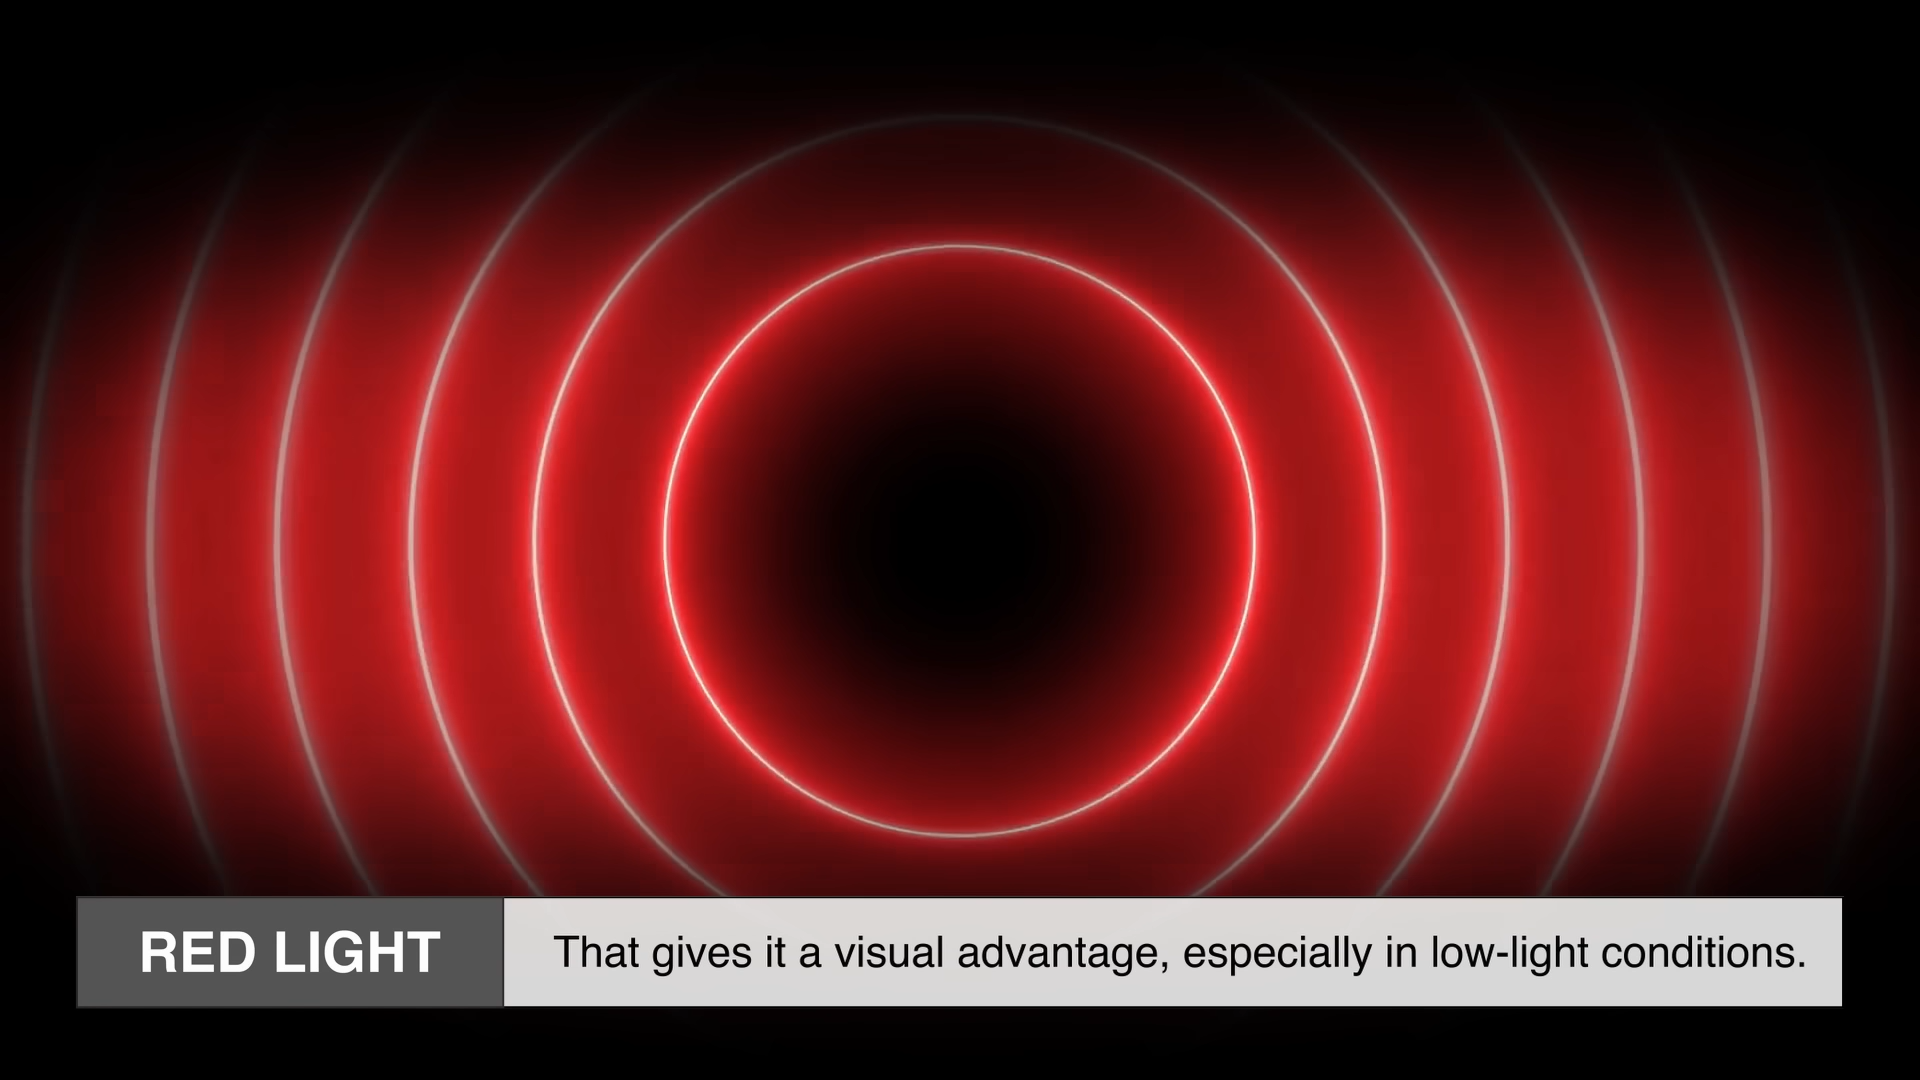 RED LIGHT
That gives it a visual advantage, especially in low-light conditions.